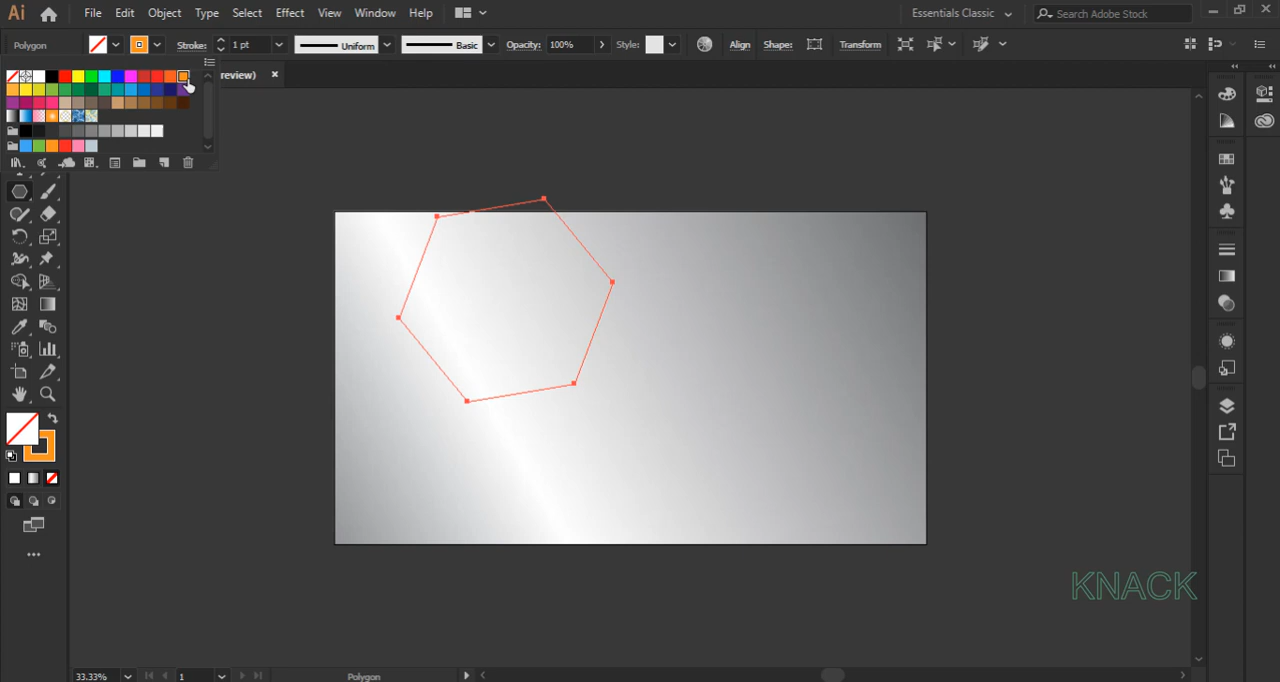 Ai File Edit Object Type Select Effect View Window Help Essentials Classic Search Adobe Stock
Polygon Stroke: 1 pt Uniform Basic Opacity: 100% Style: Align Shape: Transform
review) ×
KNACK
33.33% 1 Polygon